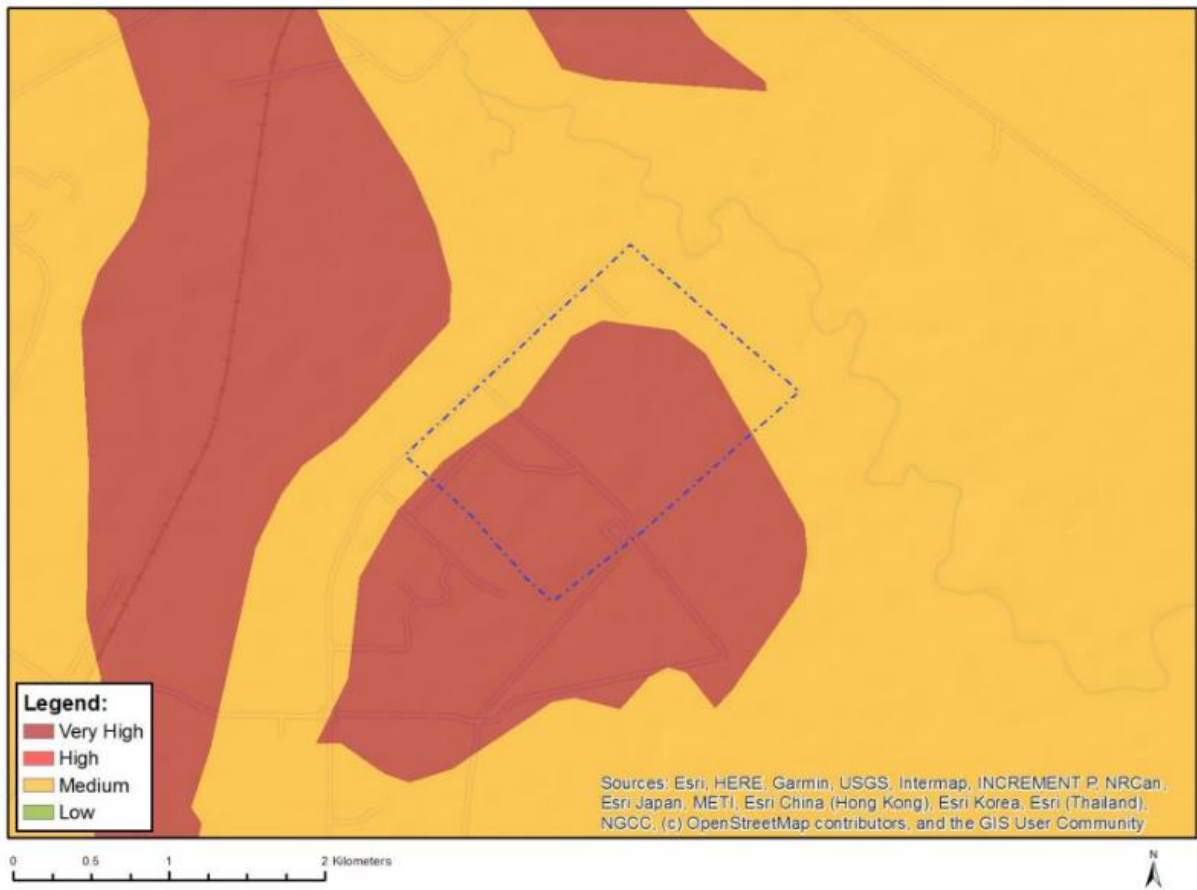 Legend:
Very High
High
Medium
Low
Sources: Esri, HERE, Garmin, USGS, Intermap, INCREMENT P, NRCan,
Esri Japan, METI, Esri China (Hong Kong), Esri Korea, Esri (Thailand),
NGCC, (c) OpenStreetMap contributors, and the GIS User Community
0 0.5 1 2 Kilometers
N